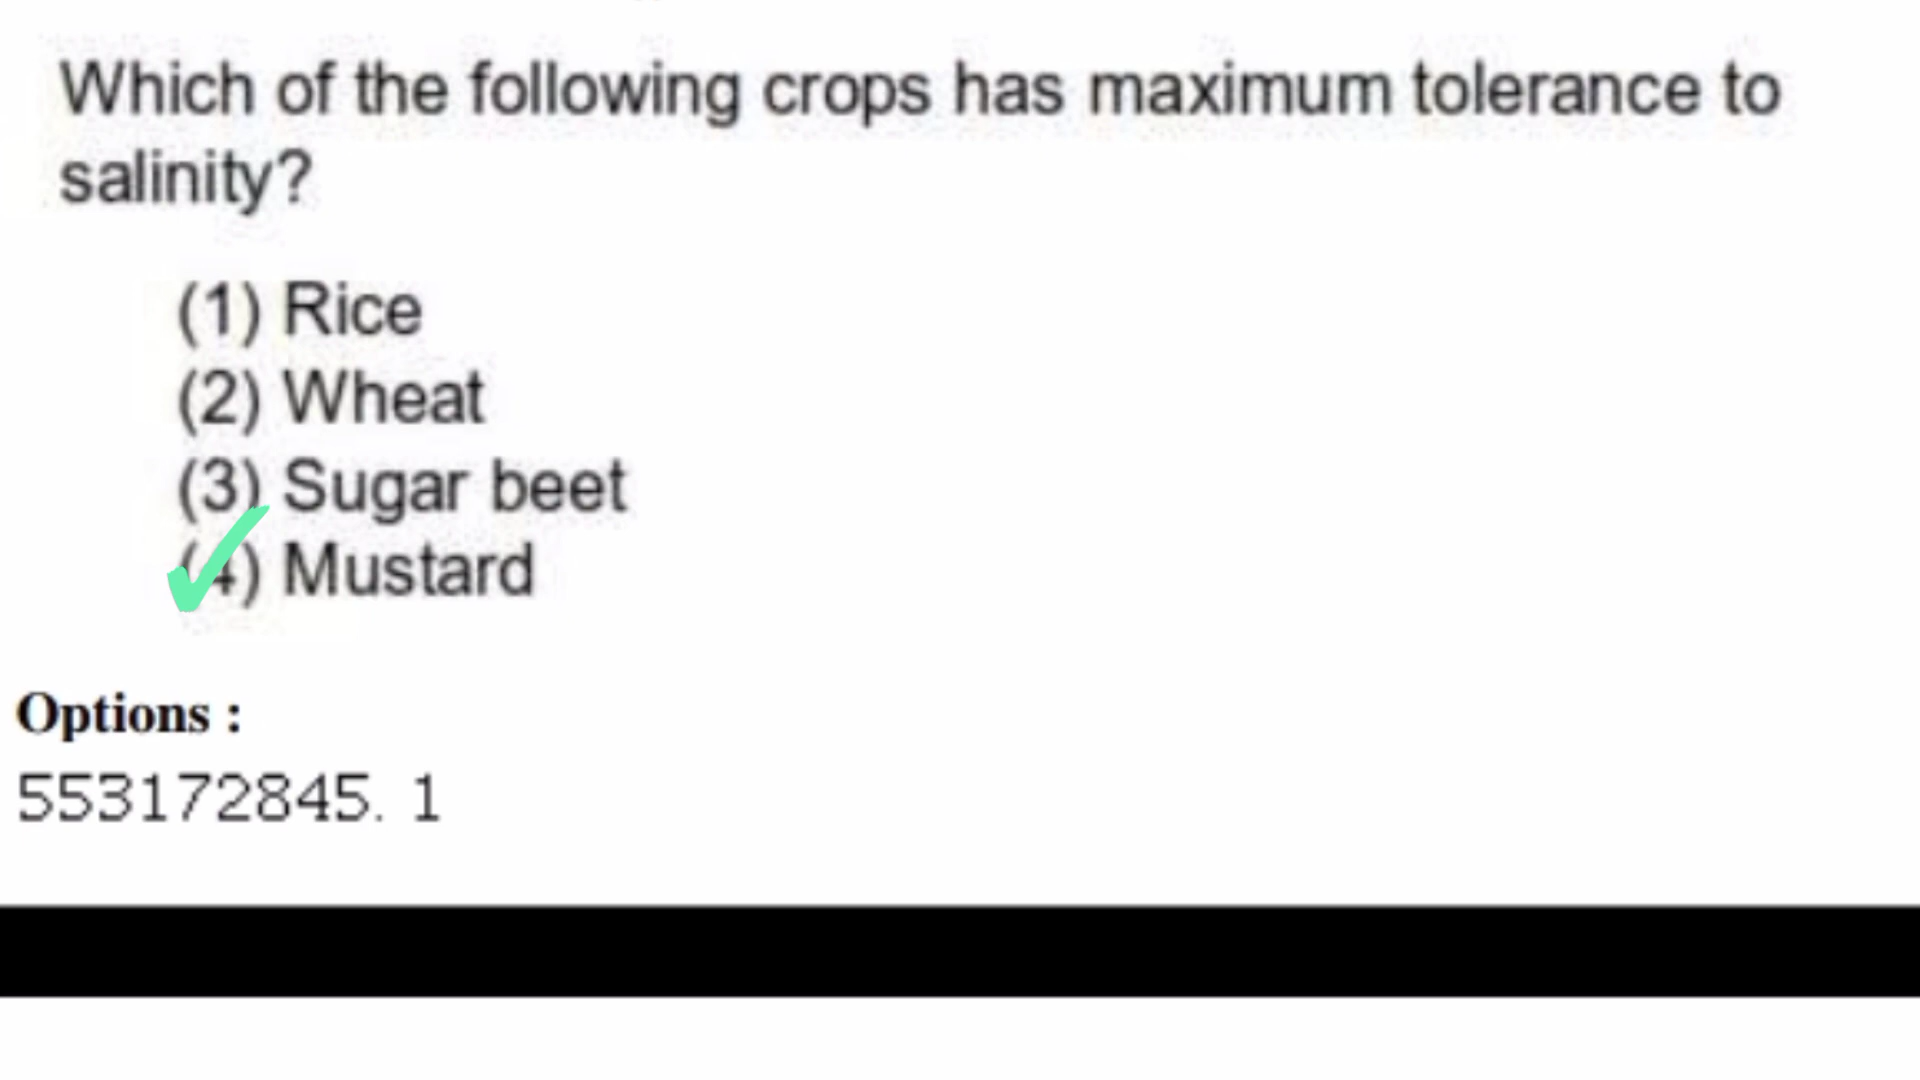 Which of the following crops has maximum tolerance to
salinity?
(1) Rice
(2) Wheat
(3) Sugar beet
(4) Mustard
Options :
553172845. 1